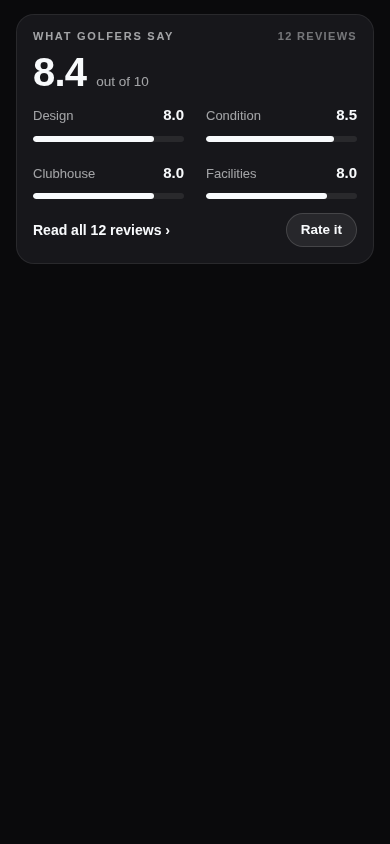 WHAT GOLFERS SAY 12 REVIEWS
8.4 out of 10
Design 8.0 Condition 8.5
Clubhouse 8.0 Facilities 8.0
Read all 12 reviews › Rate it